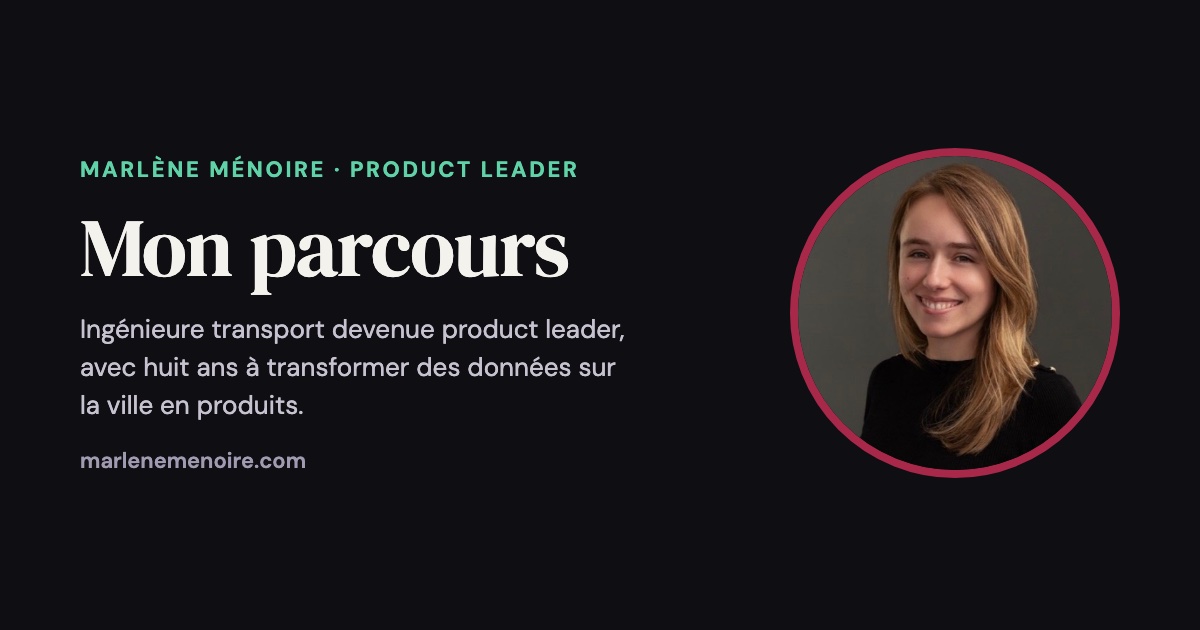 MARLÈNE MÉNOIRE · PRODUCT LEADER
Mon parcours
Ingénieure transport devenue product leader,
avec huit ans à transformer des données sur
la ville en produits.
marlenemenoire.com